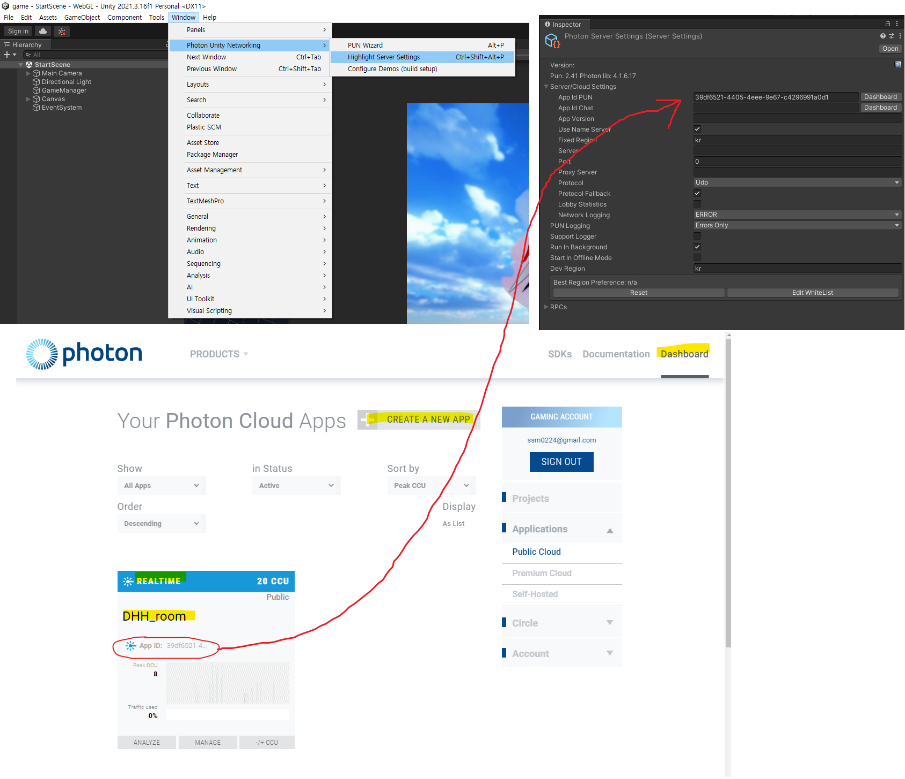 game - StartScene - WebGL - Unity 2021.3.16f1 Personal <DX11>
File Edit Assets GameObject Component Tools Window Help
Sign in
Hierarchy
All
StartScene
Main Camera
Directional Light
GameManager
Canvas
EventSystem
Panels
Photon Unity Networking
Next Window Ctrl+Tab
Previous Window Ctrl+Shift+Tab
Layouts
Search
Collaborate
Plastic SCM
Asset Store
Package Manager
Asset Management
Text
TextMeshPro
General
Rendering
Animation
Audio
Sequencing
Analysis
AI
UI Toolkit
Visual Scripting
PUN Wizard Alt+P
Highlight Server Settings Ctrl+Shift+Alt+P
Configure Demos (build setup)
Inspector
Photon Server Settings (Server Settings)
Open
Version:
Pun: 2.41 Photon lib: 4.1.6.17
Server/Cloud Settings
App Id PUN 39df6521-4405-4eee-9e67-c4296991a0d1 Dashboard
App Id Chat Dashboard
App Version
Use Name Server
Fixed Region kr
Server
Port 0
Proxy Server
Protocol Udp
Protocol Fallback
Lobby Statistics
Network Logging ERROR
PUN Logging Errors Only
Support Logger
Run In Background
Start In Offline Mode
Dev Region kr
Best Region Preference: n/a
Reset Edit WhiteList
RPCs
photon
PRODUCTS
SDKs Documentation Dashboard
Your Photon Cloud Apps
CREATE A NEW APP
Show
All Apps
in Status
Active
Sort by
Peak CCU
Order
Descending
Display
As List
GAMING ACCOUNT
ssm0224@gmail.com
SIGN OUT
Projects
Applications
Public Cloud
Premium Cloud
Self-Hosted
Circle
Account
REALTIME 20 CCU
Public
DHH_room
App ID: 39df6521-4...
Peak CCU
8
Traffic used
0%
ANALYZE MANAGE -/+ CCU